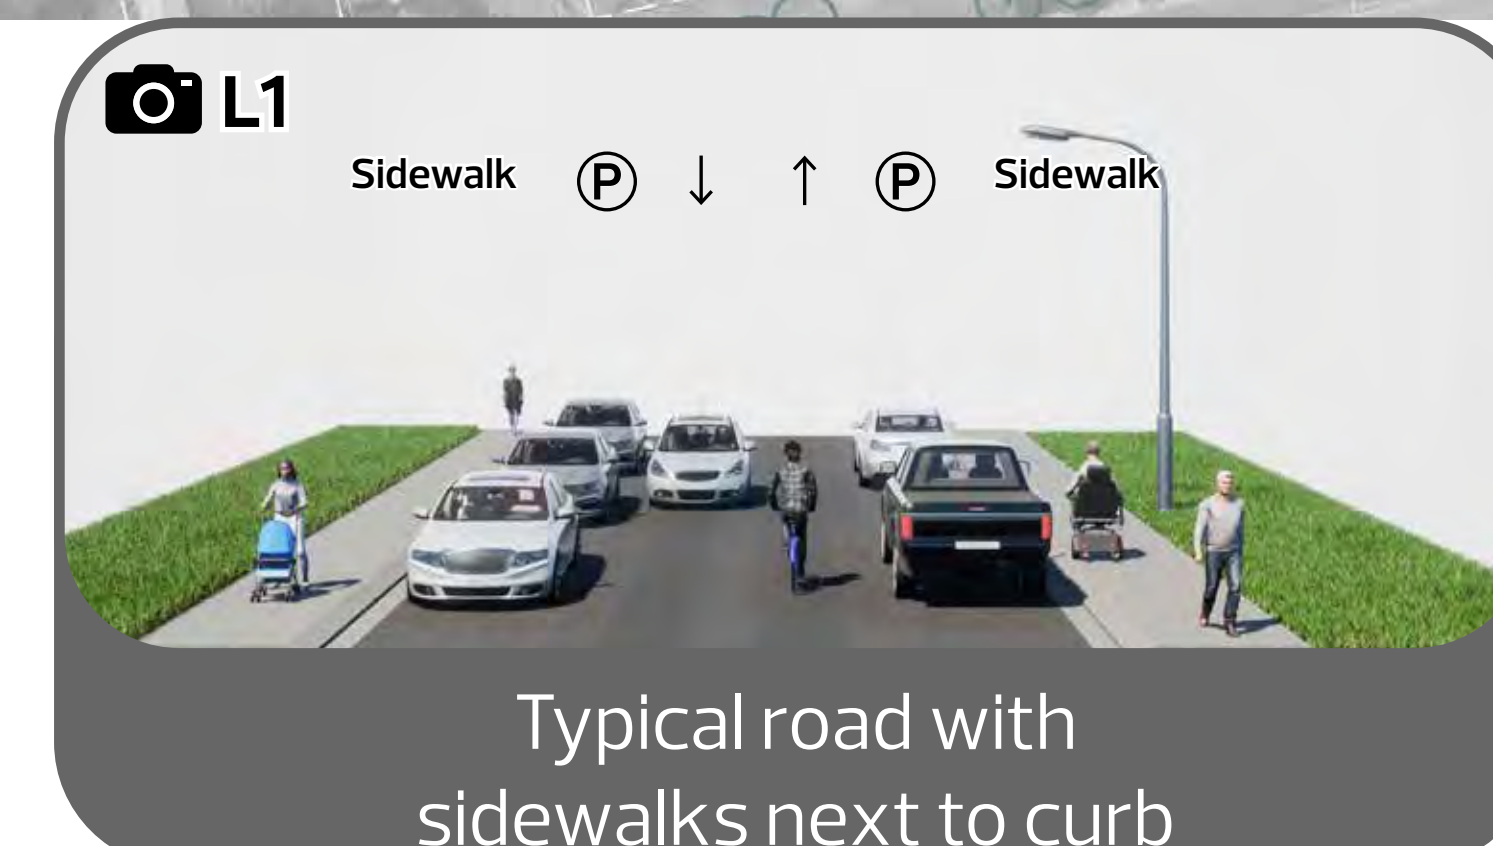 L1
Sidewalk P ↓ ↑ P Sidewalk
Typical road with
sidewalks next to curb